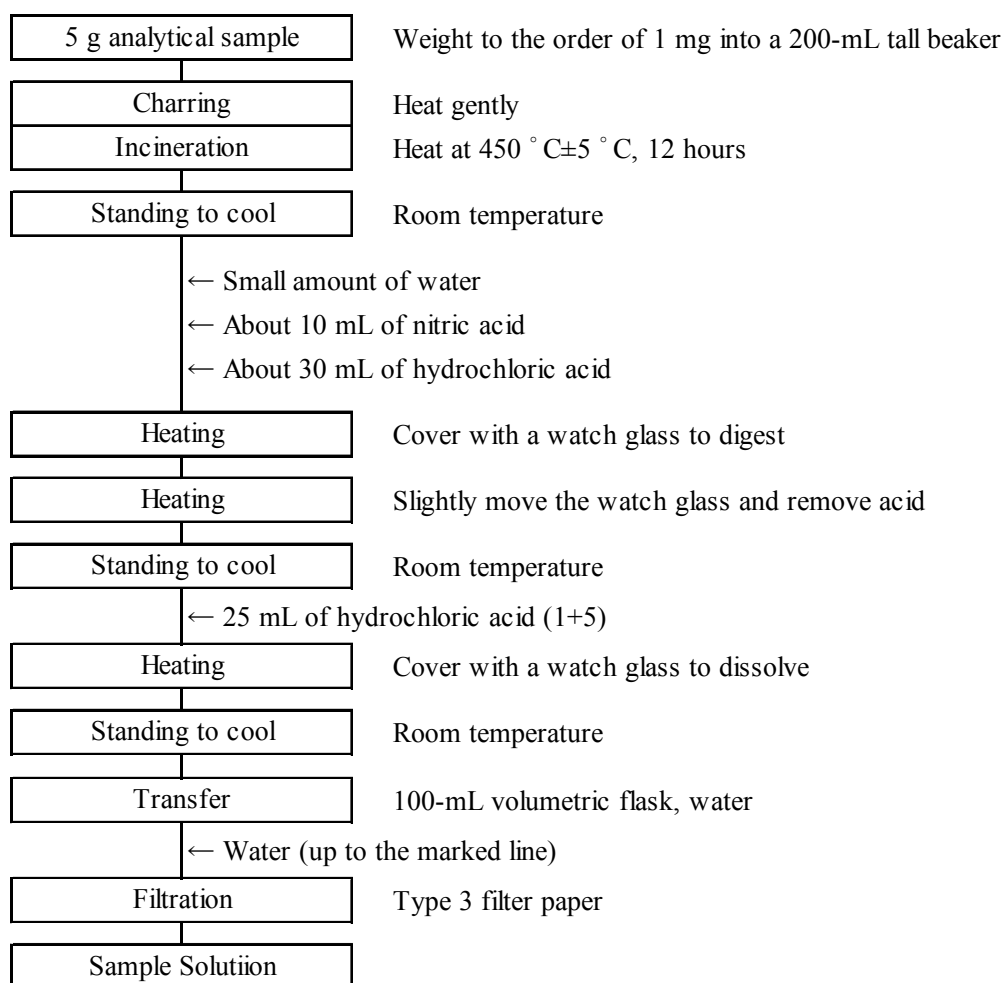 5 g analytical sample Weight to the order of 1 mg into a 200-mL tall beaker
Charring Heat gently
Incineration Heat at 450 ˚C±5 ˚C, 12 hours
Standing to cool Room temperature
← Small amount of water
← About 10 mL of nitric acid
← About 30 mL of hydrochloric acid
Heating Cover with a watch glass to digest
Heating Slightly move the watch glass and remove acid
Standing to cool Room temperature
← 25 mL of hydrochloric acid (1+5)
Heating Cover with a watch glass to dissolve
Standing to cool Room temperature
Transfer 100-mL volumetric flask, water
← Water (up to the marked line)
Filtration Type 3 filter paper
Sample Solutiion